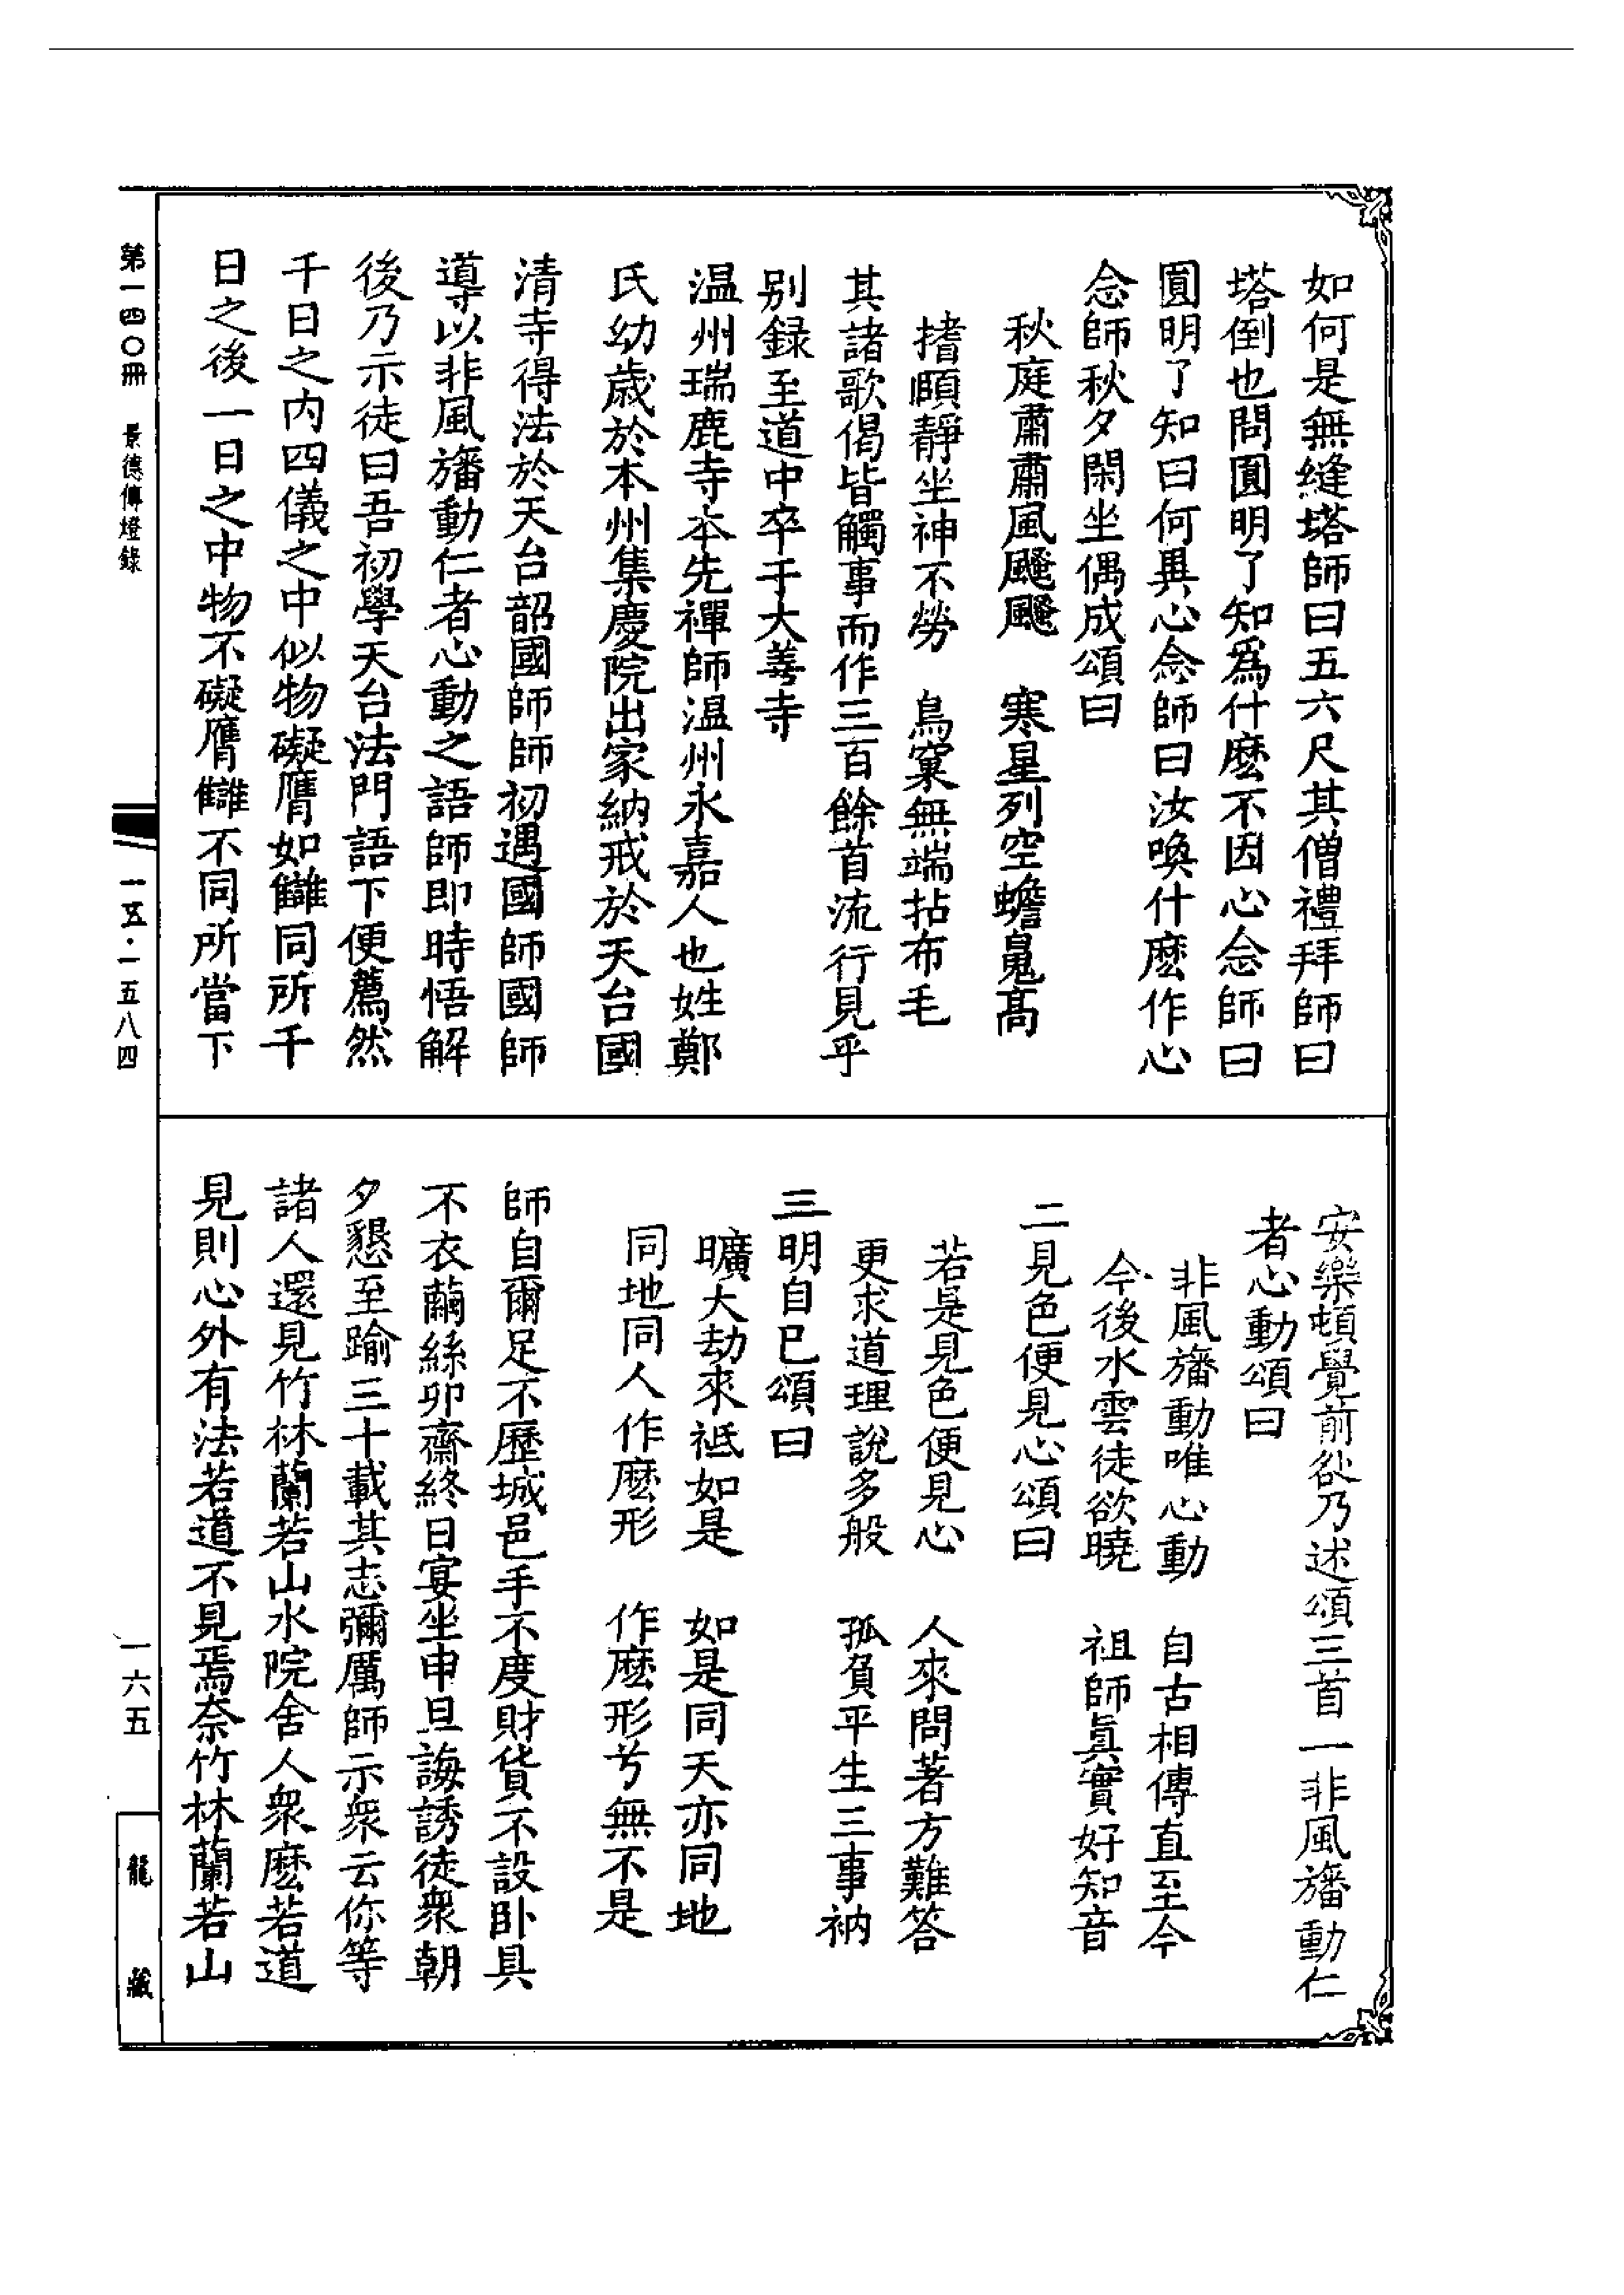 如何是無縫塔師曰五六尺其僧禮拜師曰
塔倒也問圓明了知爲什麽不因心念師曰
圓明了知曰何異心念師曰汝喚什麽作心
念師秋夕閑坐偶成頌曰
秋庭肅肅風颾颾　寒星列空蟾鬼高
搘頤靜坐神不勞　鳥窠無端拈布毛
其諸歌偈皆觸事而作三百餘首流行見乎
别録至道中卒于大善寺
温州瑞鹿寺本先禪師温州永嘉人也姓鄭
氏幼歲於本州集慶院出家納戒於天台國
清寺得法於天台韶國師師初遇國師國師
導以非風旛動仁者心動之語師即時悟解
後乃示徒曰吾初學天台法門語下便薦然
千日之内四儀之中似物礙膺如讎同所千
日之後一日之中物不礙膺讎不同所當下
安樂頓覺前咎乃述頌三首一非風旛動仁
者心動頌曰
非風旛動唯心動　自古相傳直至今
今後水雲徒欲曉　祖師眞實好知音
二見色便見心頌曰
若是見色便見心　人來問著方難答
更求道理說多般　孤負平生三事衲
三明自已頌曰
曠大劫來祇如是　如是同天亦同地
同地同人作麽形　作麽形兮無不是
師自爾足不歷城邑手不度財貨不設卧具
不衣繭絲卯齋終日宴坐申旦誨誘徒衆朝
夕懇至踰三十載其志彌厲師示衆云你等
諸人還見竹林蘭若山水院舍人衆麽若道
見則心外有法若道不見焉奈竹林蘭若山
第一四〇冊　景德傳燈錄
一五·一五八四
一六五
龍藏